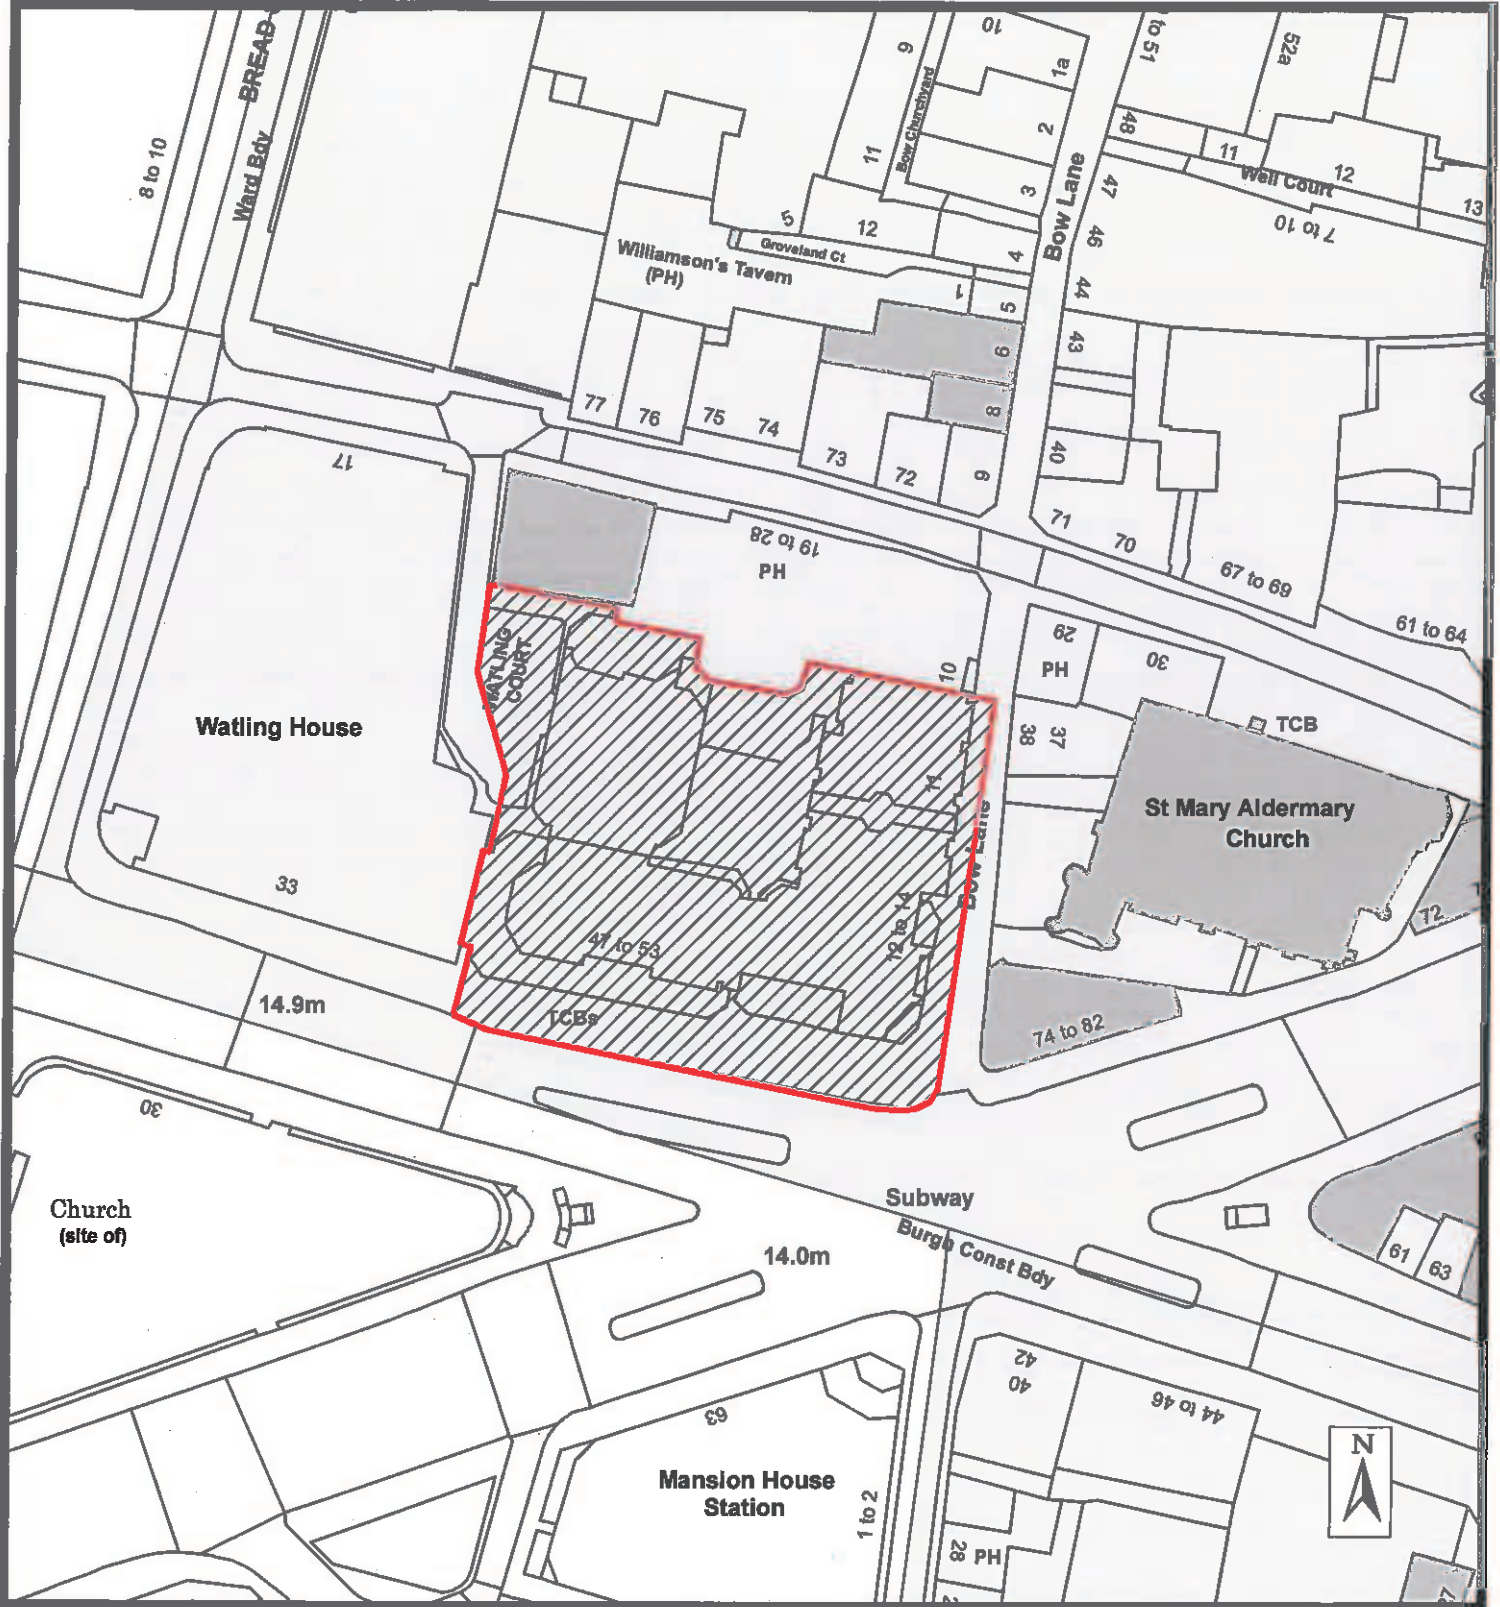 BREAD
Ward Bdy
8 to 10
10
9
1a
to 51
52a
Bow Churchyard
11
2
3
48
11
Well Court
12
13
7 to 10
47
46
44
Bow Lane
5
12
4
Groveland Ct
Williamson's Tavern
(PH)
1
5
9
8
43
77
76
75
74
73
72
6
40
71
70
67 to 69
61 to 64
17
19 to 28
PH
29
PH
30
10
WATLING
COURT
Watling House
38
37
TCB
St Mary Aldermary
Church
14
Bow Lane
12 to 14
33
47 to 53
TCBs
72
14.9m
74 to 82
30
Church
(site of)
Subway
Burgh Const Bdy
14.0m
61
63
63
42
40
44 to 46
Mansion House
Station
1 to 2
28
PH
N